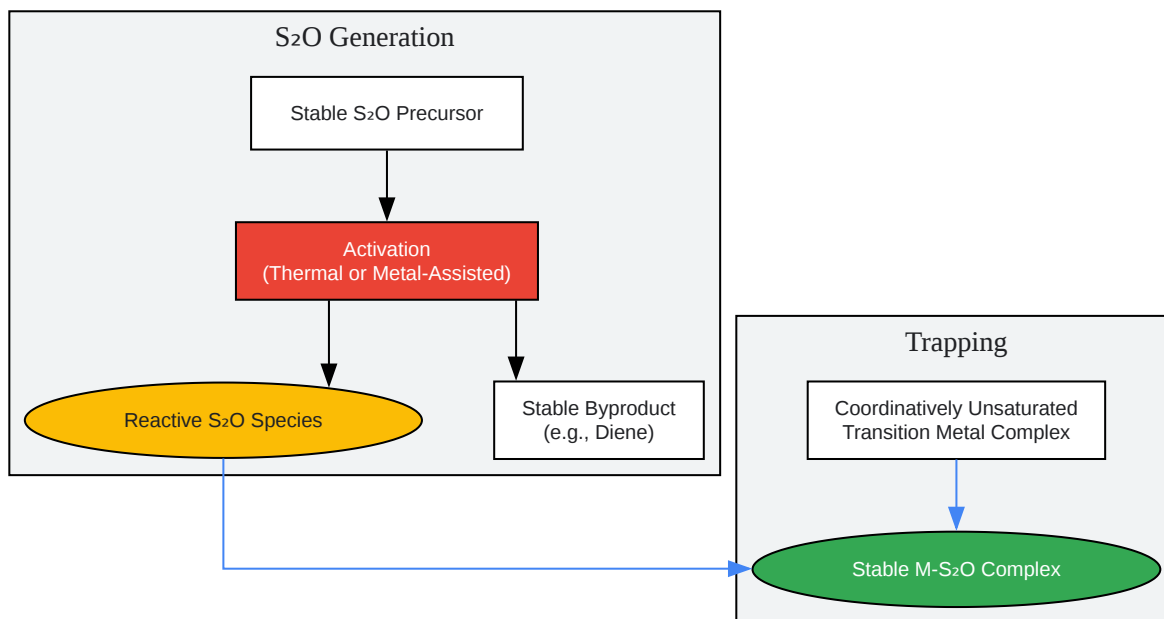 S₂O Generation
Stable S₂O Precursor
Activation
(Thermal or Metal-Assisted)
Reactive S₂O Species
Stable Byproduct
(e.g., Diene)
Trapping
Coordinatively Unsaturated
Transition Metal Complex
Stable M-S₂O Complex